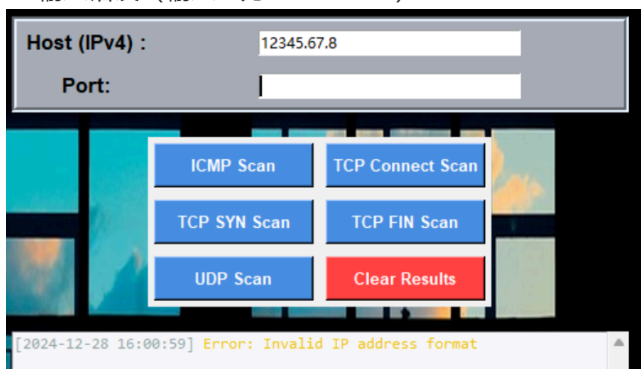 Host (IPv4) : 12345.67.8
Port:
ICMP Scan TCP Connect Scan
TCP SYN Scan TCP FIN Scan
UDP Scan Clear Results
[2024-12-28 16:00:59] Error: Invalid IP address format